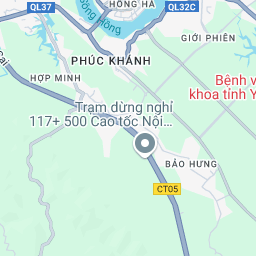 QL37
HỒNG HÀ
QL32C
Sông Hồng
GIỚI PHIÊN
PHÚC KHÁNH
HỢP MINH
Bệnh v
khoa tỉnh Y
Trạm dừng nghỉ
117+ 500 Cao tốc Nội...
BẢO HƯNG
CT05